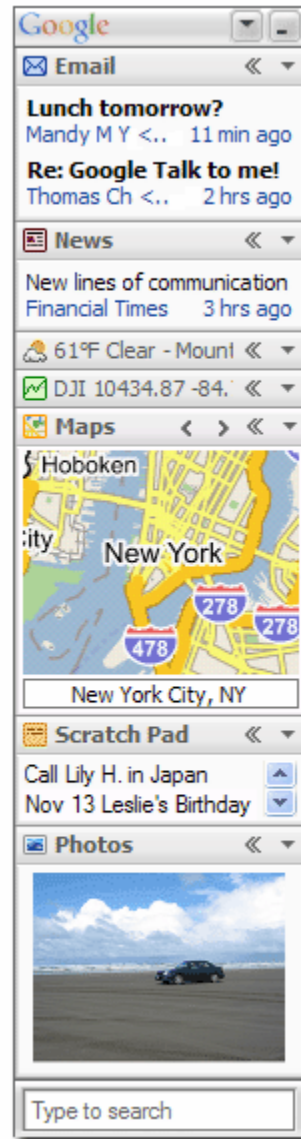 Google
Email
Lunch tomorrow?
Mandy M Y <.. 11 min ago
Re: Google Talk to me!
Thomas Ch <.. 2 hrs ago
News
New lines of communication
Financial Times 3 hrs ago
61°F Clear - Mount
DJI 10434.87 -84.
Maps
Hoboken
City
New York
278
278
478
New York City, NY
Scratch Pad
Call Lily H. in Japan
Nov 13 Leslie's Birthday
Photos
Type to search